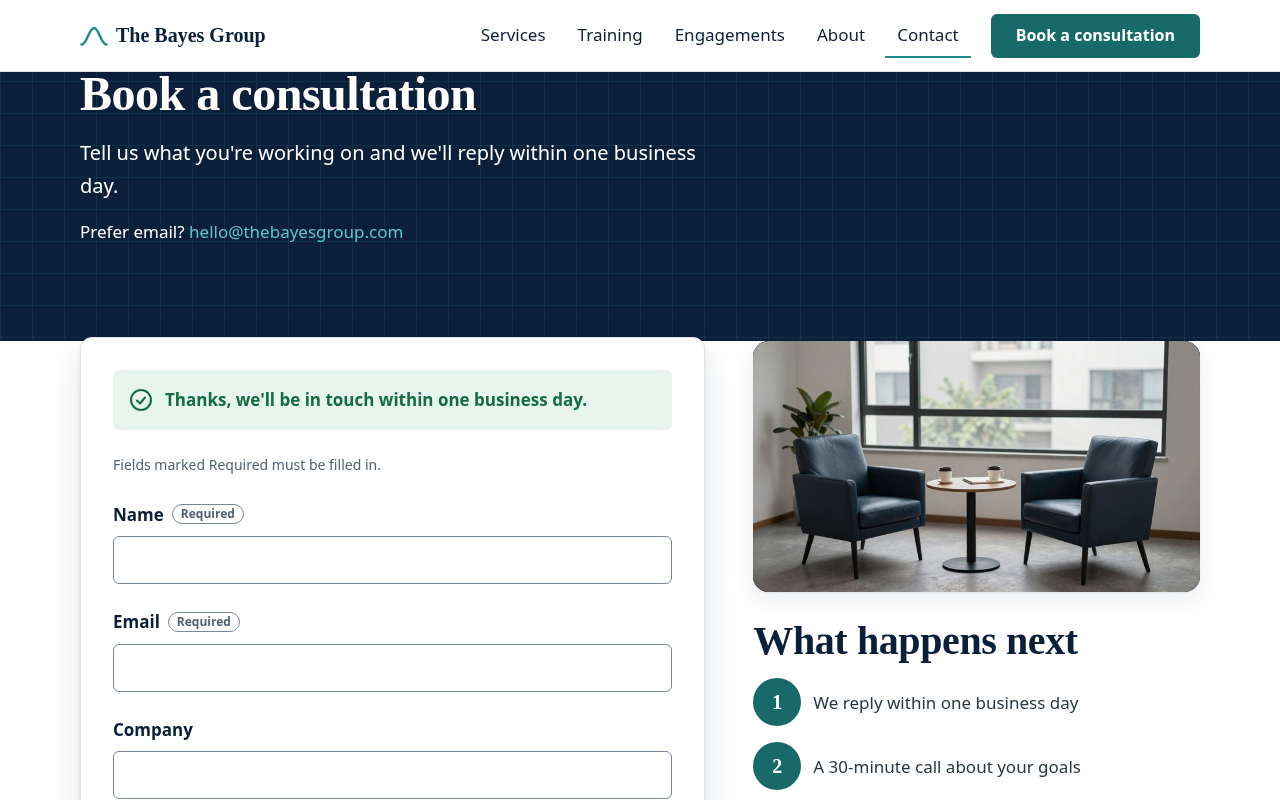 The Bayes Group
Services
Training
Engagements
About
Contact
Book a consultation
Book a consultation
Tell us what you're working on and we'll reply within one business
day.
Prefer email? hello@thebayesgroup.com
Thanks, we'll be in touch within one business day.
Fields marked Required must be filled in.
Name Required
Email Required
Company
What happens next
1 We reply within one business day
2 A 30-minute call about your goals